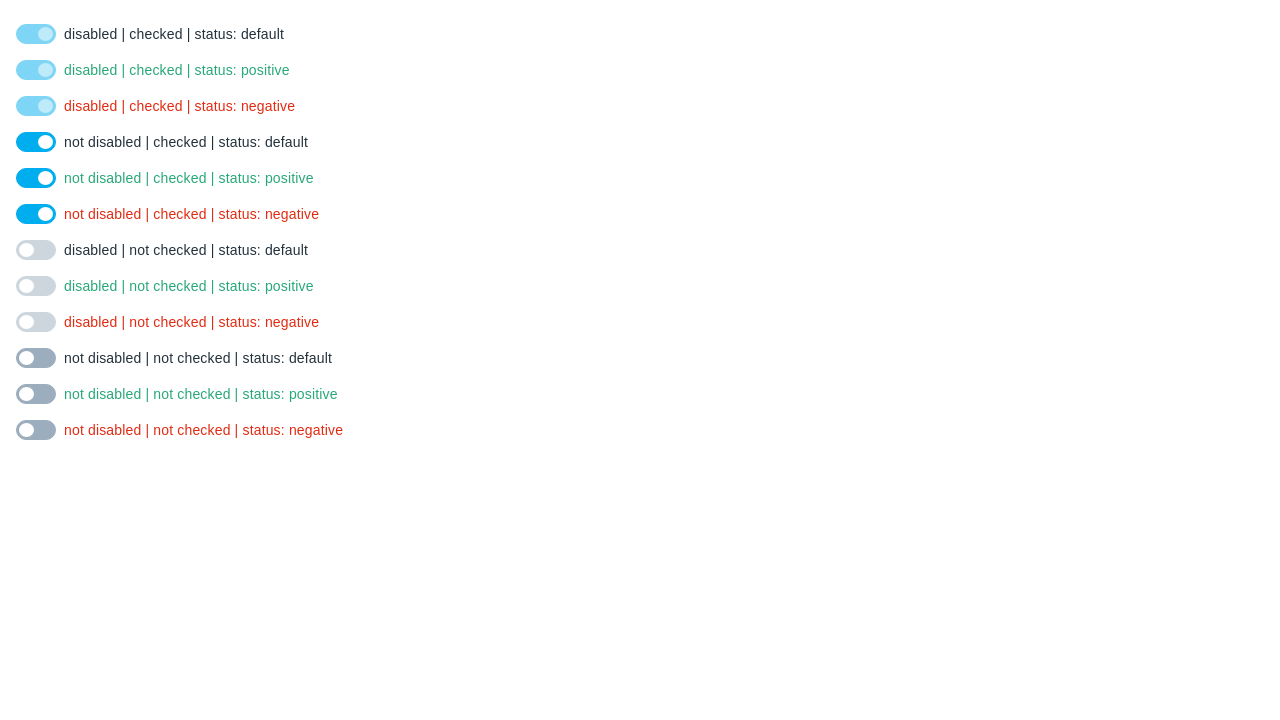 disabled | checked | status: default
disabled | checked | status: positive
disabled | checked | status: negative
not disabled | checked | status: default
not disabled | checked | status: positive
not disabled | checked | status: negative
disabled | not checked | status: default
disabled | not checked | status: positive
disabled | not checked | status: negative
not disabled | not checked | status: default
not disabled | not checked | status: positive
not disabled | not checked | status: negative